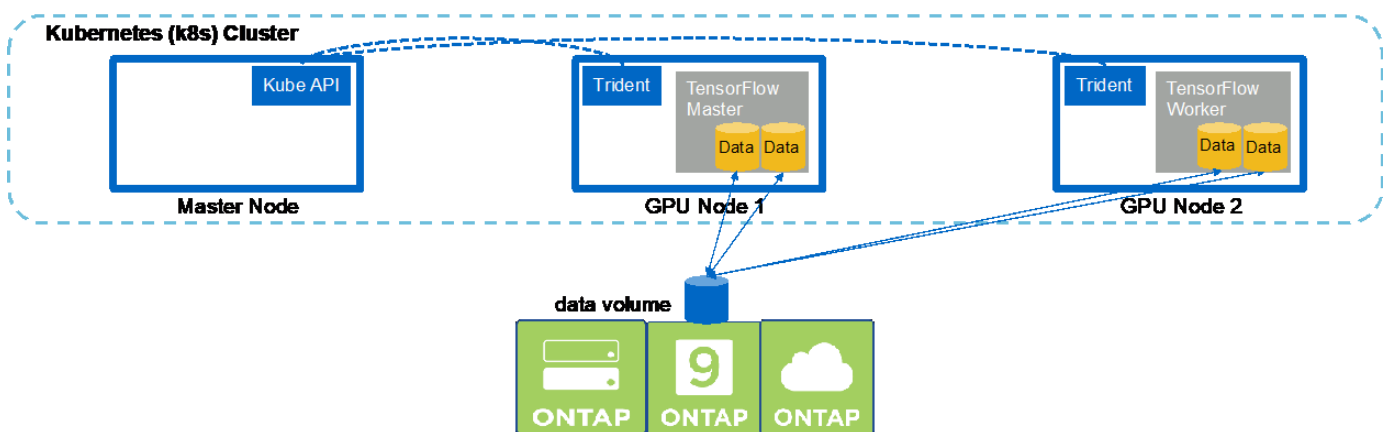 Kubernetes (k8s) Cluster
Kube API
Master Node
Trident
TensorFlow
Master
Data Data
GPU Node 1
Trident
TensorFlow
Worker
Data Data
GPU Node 2
data volume
ONTAP
9
ONTAP
ONTAP